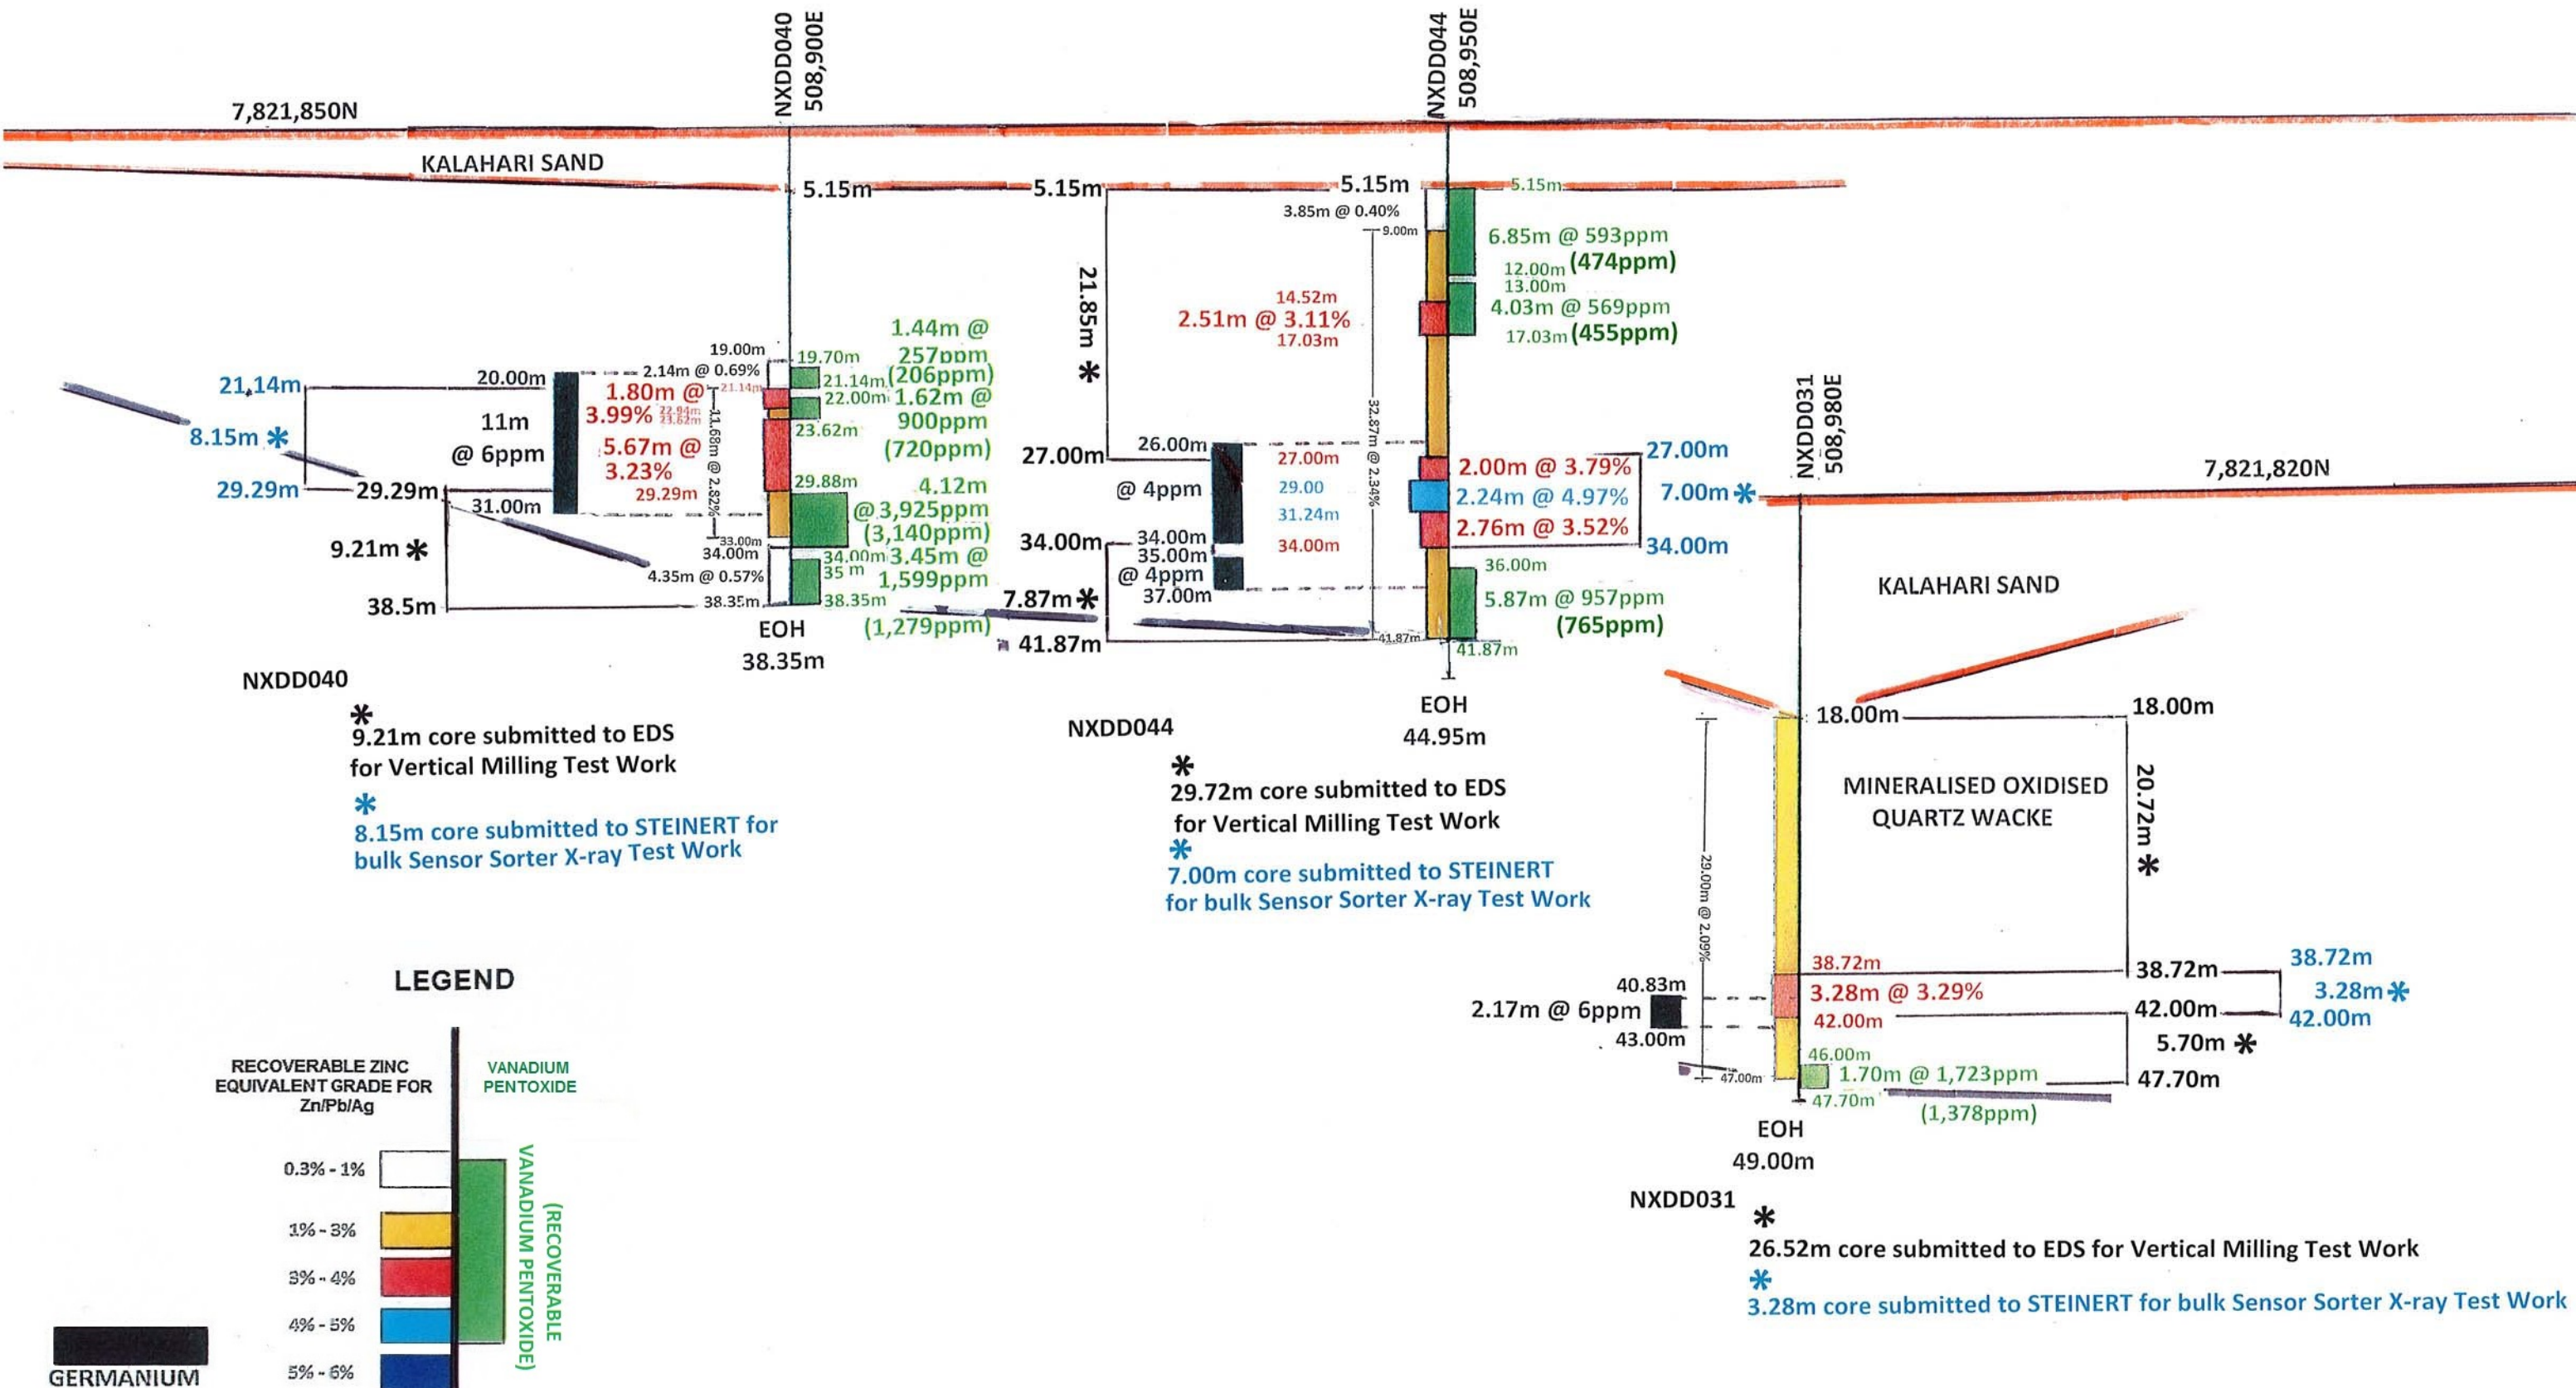 NXDD040
508,900E
NXDD044
508,950E
7,821,850N
KALAHARI SAND
5.15m
5.15m
5.15m
5.15m
3.85m @ 0.40%
9.00m
6.85m @ 593ppm
12.00m (474ppm)
13.00m
4.03m @ 569ppm
17.03m (455ppm)
14.52m
2.51m @ 3.11%
17.03m
21.85m *
32.87m @ 2.34%
1.44m @
257ppm
(206ppm)
19.00m
19.70m
2.14m @ 0.69%
21.14m
21.14m
22.00m
1.62m @
900ppm
(720ppm)
21.14m
8.15m *
29.29m
20.00m
11m
@ 6ppm
31.00m
1.80m @
3.99%
22.94m
23.62m
5.67m @
3.23%
29.29m
11.68m @ 2.82%
23.62m
29.88m
4.12m
@ 3,925ppm
(3,140ppm)
33.00m
34.00m
34.00m
3.45m @
35 m
1,599ppm
4.35m @ 0.57%
38.35m
38.35m
(1,279ppm)
29.29m
9.21m *
38.5m
EOH
38.35m
27.00m
26.00m
@ 4ppm
34.00m
34.00m
35.00m
@ 4ppm
37.00m
7.87m *
41.87m
27.00m
29.00
31.24m
34.00m
2.00m @ 3.79%
2.24m @ 4.97%
2.76m @ 3.52%
27.00m
7.00m *
34.00m
36.00m
5.87m @ 957ppm
(765ppm)
41.87m
41.87m
EOH
44.95m
NXDD031
508,980E
7,821,820N
KALAHARI SAND
18.00m
18.00m
MINERALISED OXIDISED
QUARTZ WACKE
20.72m *
29.00m @ 2.09%
38.72m
3.28m @ 3.29%
42.00m
38.72m
42.00m
38.72m
3.28m *
42.00m
5.70m *
47.70m
40.83m
2.17m @ 6ppm
43.00m
47.00m
46.00m
1.70m @ 1,723ppm
47.70m
(1,378ppm)
EOH
49.00m
NXDD040
*
9.21m core submitted to EDS
for Vertical Milling Test Work
*
8.15m core submitted to STEINERT for
bulk Sensor Sorter X-ray Test Work
NXDD044
*
29.72m core submitted to EDS
for Vertical Milling Test Work
*
7.00m core submitted to STEINERT
for bulk Sensor Sorter X-ray Test Work
NXDD031
*
26.52m core submitted to EDS for Vertical Milling Test Work
*
3.28m core submitted to STEINERT for bulk Sensor Sorter X-ray Test Work
LEGEND
RECOVERABLE ZINC
EQUIVALENT GRADE FOR
Zn/Pb/Ag
VANADIUM
PENTOXIDE
0.3% - 1%
1% - 3%
3% - 4%
4% - 5%
5% - 6%
(RECOVERABLE
VANADIUM PENTOXIDE)
GERMANIUM